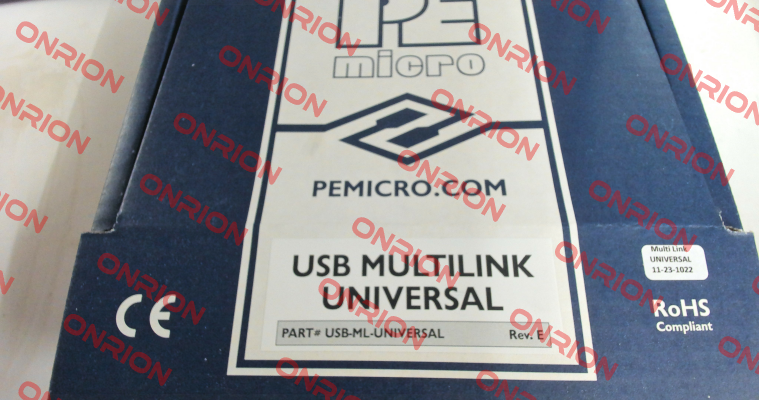 PE
micro
PEMICRO.COM
USB MULTILINK
UNIVERSAL
PART# USB-ML-UNIVERSAL Rev. E
Multi Link
UNIVERSAL
11-23-1022
RoHS
Compliant
CE
ONRION